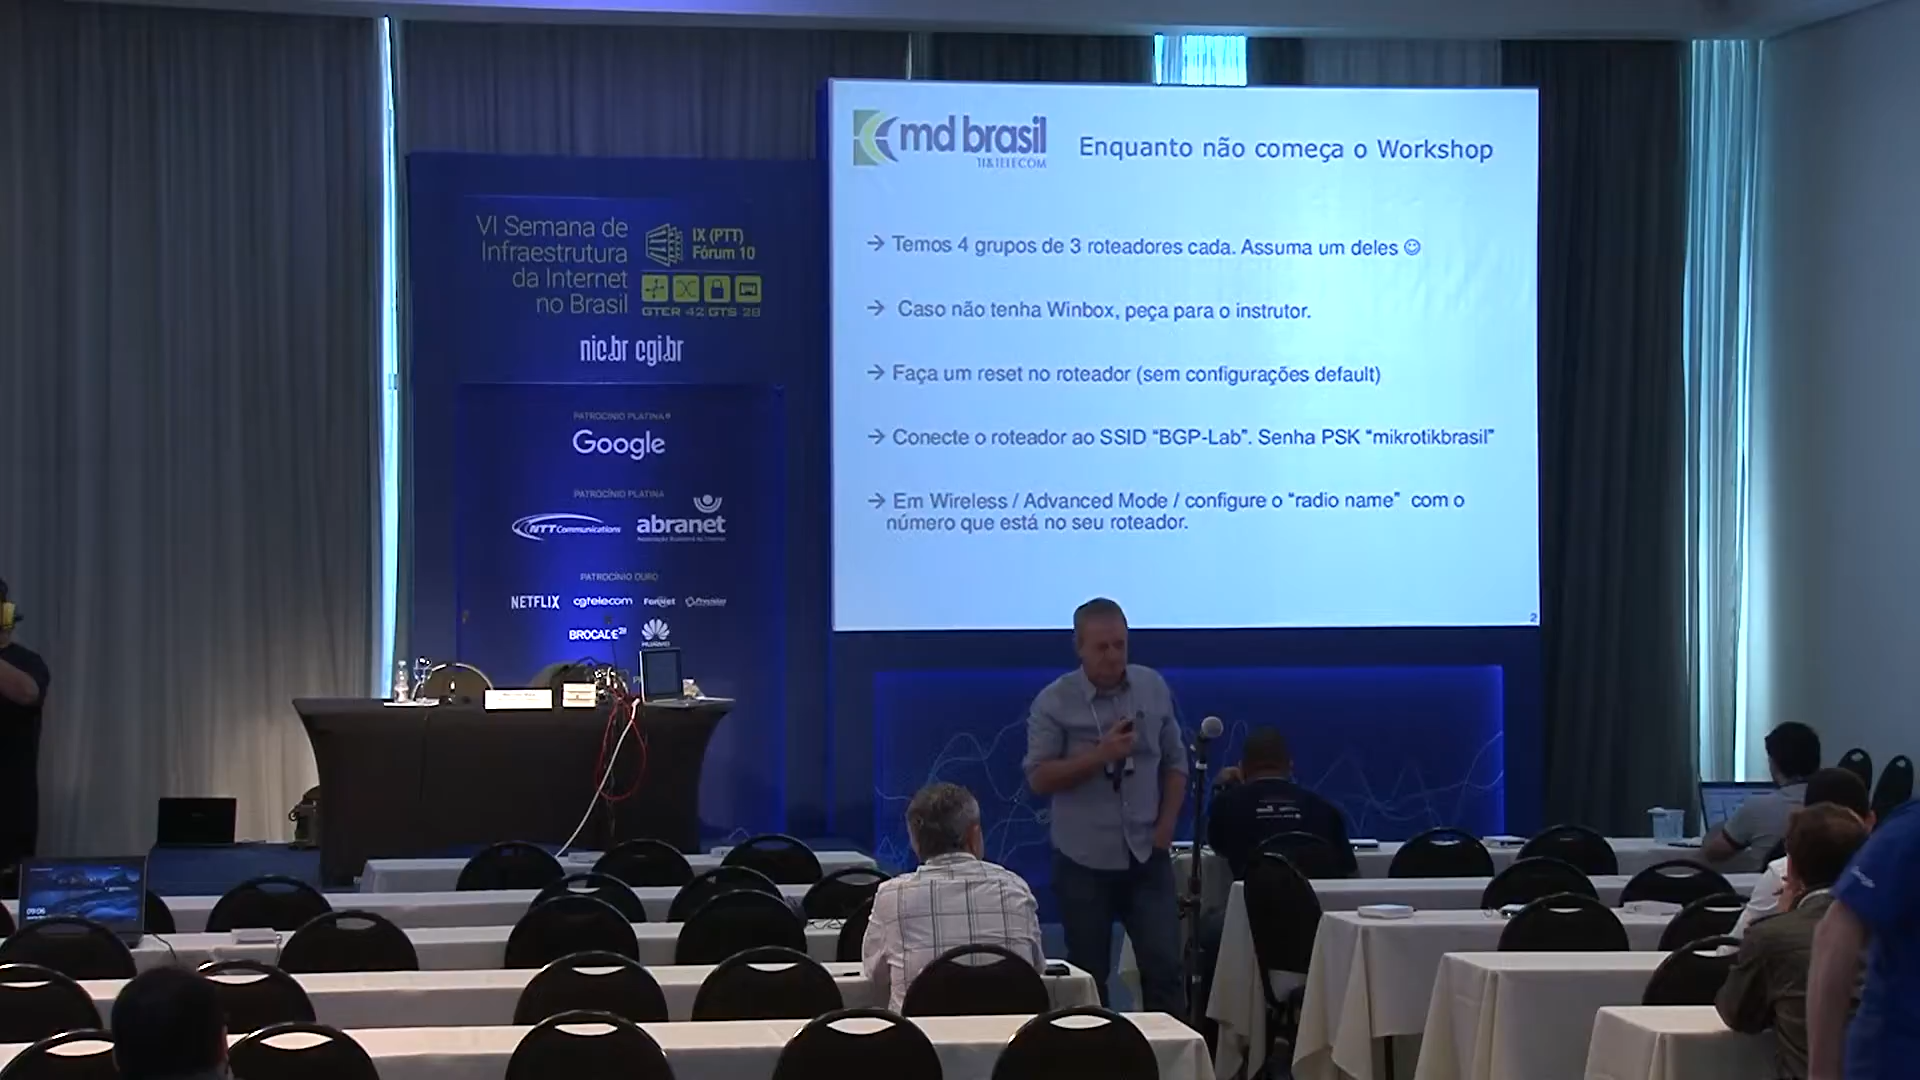 VI Semana de
Infraestrutura
da Internet
no Brasil
IX (PTT)
Fórum 10
GTER 42 GTS 28
nic.br cgi.br
PATROCÍNIO PLATINA+
Google
PATROCÍNIO PLATINA
NTT Communications
abranet
PATROCÍNIO OURO
NETFLIX
cgtelecom
BROCADE
HUAWEI
md brasil
TI & TELECOM
Enquanto não começa o Workshop
→ Temos 4 grupos de 3 roteadores cada. Assuma um deles ☺
→ Caso não tenha Winbox, peça para o instrutor.
→ Faça um reset no roteador (sem configurações default)
→ Conecte o roteador ao SSID “BGP-Lab”. Senha PSK “mikrotikbrasil”
→ Em Wireless / Advanced Mode / configure o “radio name” com o
número que está no seu roteador.
2
09:06